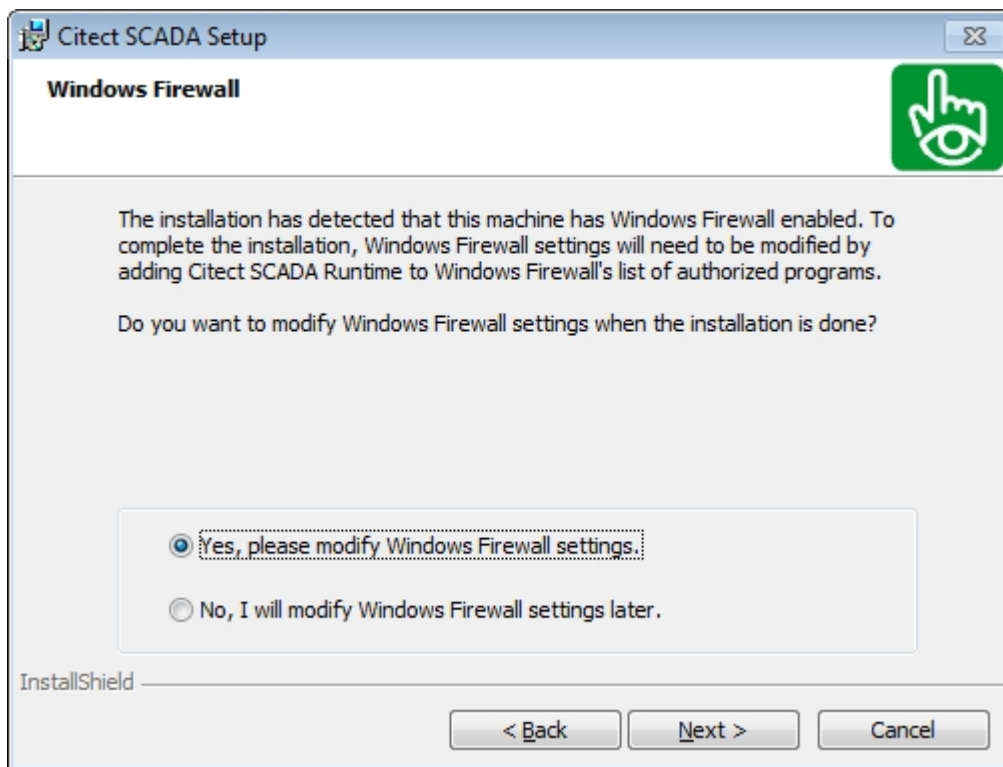 Citect SCADA Setup
Windows Firewall
The installation has detected that this machine has Windows Firewall enabled. To
complete the installation, Windows Firewall settings will need to be modified by
adding Citect SCADA Runtime to Windows Firewall's list of authorized programs.
Do you want to modify Windows Firewall settings when the installation is done?
Yes, please modify Windows Firewall settings.
No, I will modify Windows Firewall settings later.
InstallShield
< Back
Next >
Cancel